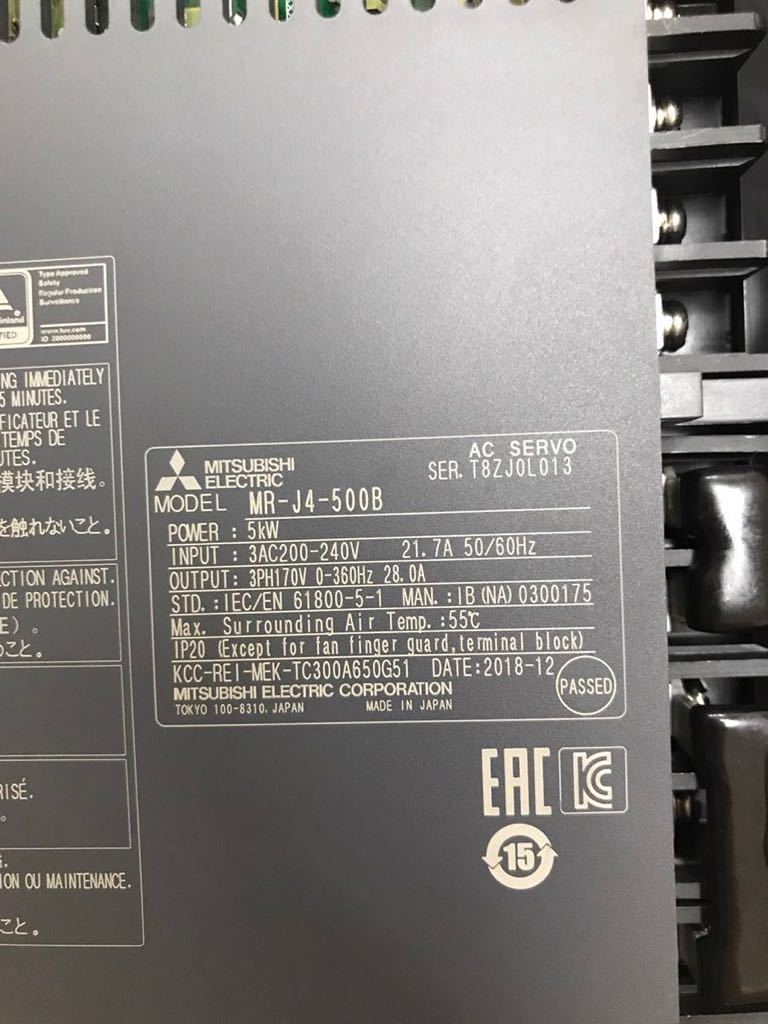 Type Approved
Safety
Regular Production
Surveillance
www.tuv.com
ID 2000000000
NG IMMEDIATELY
5 MINUTES.
FICATEUR ET LE
TEMPS DE
UTES.
模块和接线。
を触れないこと。
CTION AGAINST.
DE PROTECTION.
E）。
こと。
RISÉ.
。
G.
ION OU MAINTENANCE.
こと。
MITSUBISHI
ELECTRIC
AC SERVO
SER. T8ZJ0L013
MODEL MR-J4-500B
POWER : 5kW
INPUT : 3AC200-240V 21.7A 50/60Hz
OUTPUT: 3PH170V 0-360Hz 28.0A
STD.:IEC/EN 61800-5-1 MAN.:IB(NA)0300175
Max. Surrounding Air Temp.:55℃
IP20 (Except for fan finger guard,terminal block)
KCC-REI-MEK-TC300A650G51 DATE:2018-12
MITSUBISHI ELECTRIC CORPORATION
TOKYO 100-8310, JAPAN MADE IN JAPAN
PASSED
EAC
15